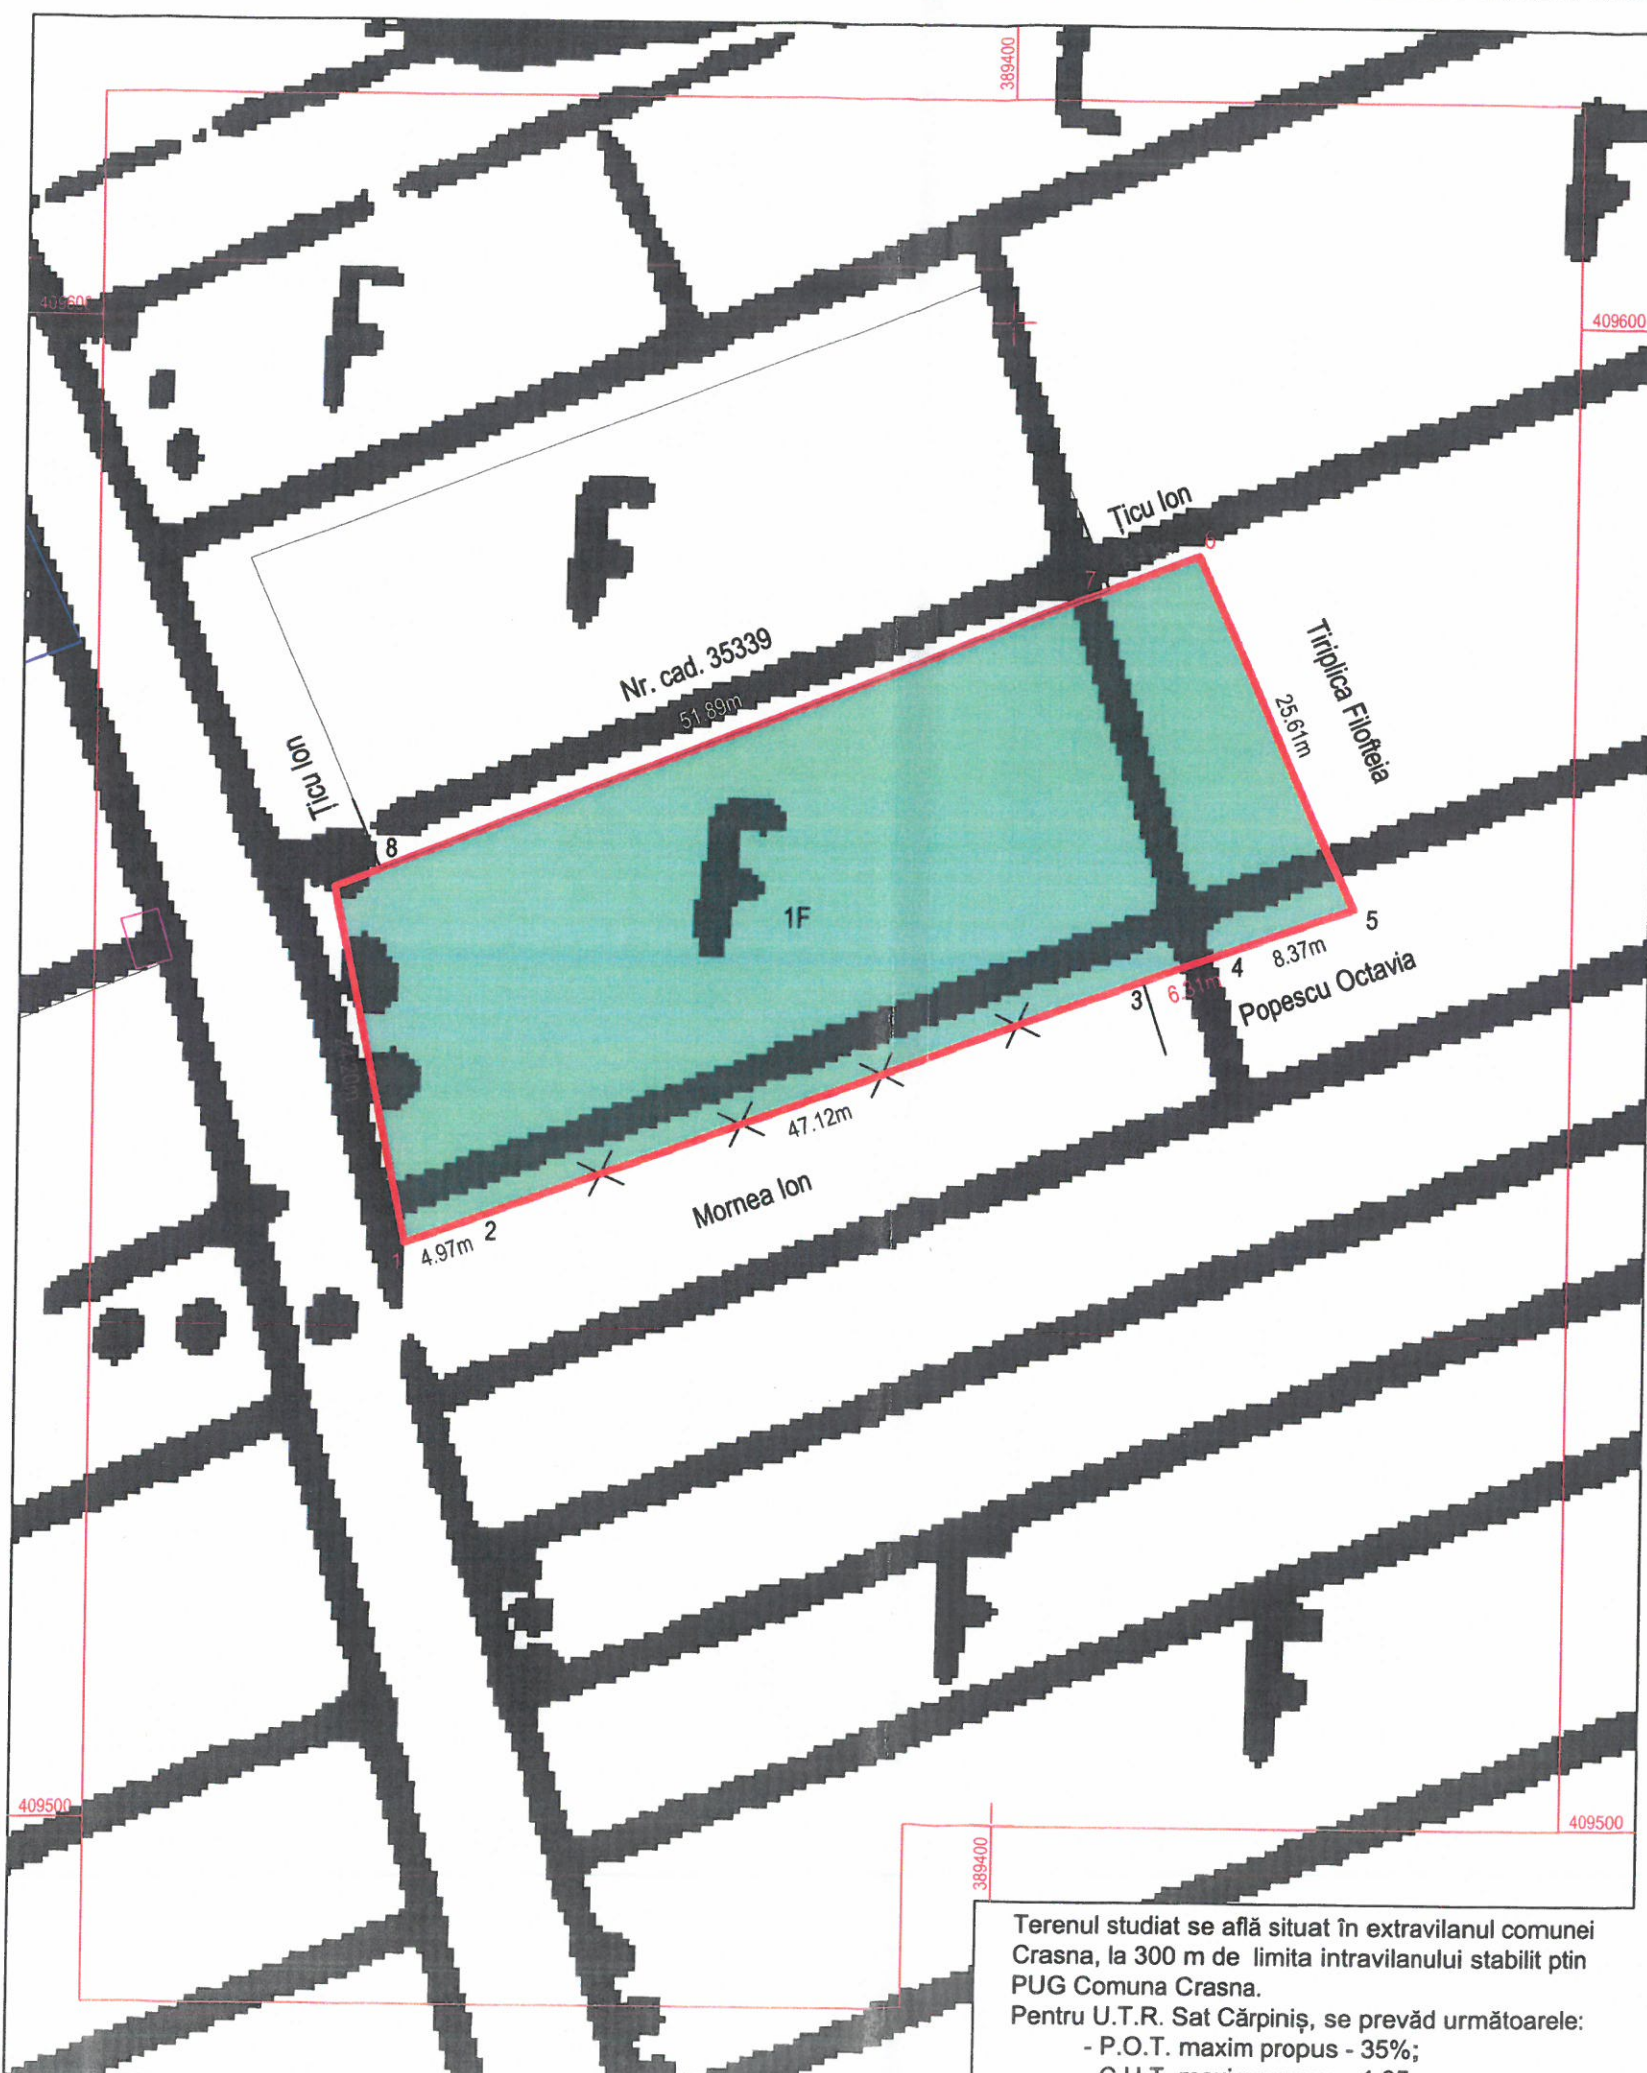 389400
409600
409600
F
F
F
Țicu Ion
6
7
Nr. cad. 35339
51.89m
Tiriplica Filofteia
25.61m
Țicu Ion
8
F
1F
5
8.37m
4
Popescu Octavia
3
47.12m
Mornea Ion
2
4.97m
1
F
F
409500
409500
389400
Terenul studiat se află situat în extravilanul comunei
Crasna, la 300 m de limita intravilanului stabilit ptin
PUG Comuna Crasna.
Pentru U.T.R. Sat Cărpiniș, se prevăd următoarele:
- P.O.T. maxim propus - 35%;